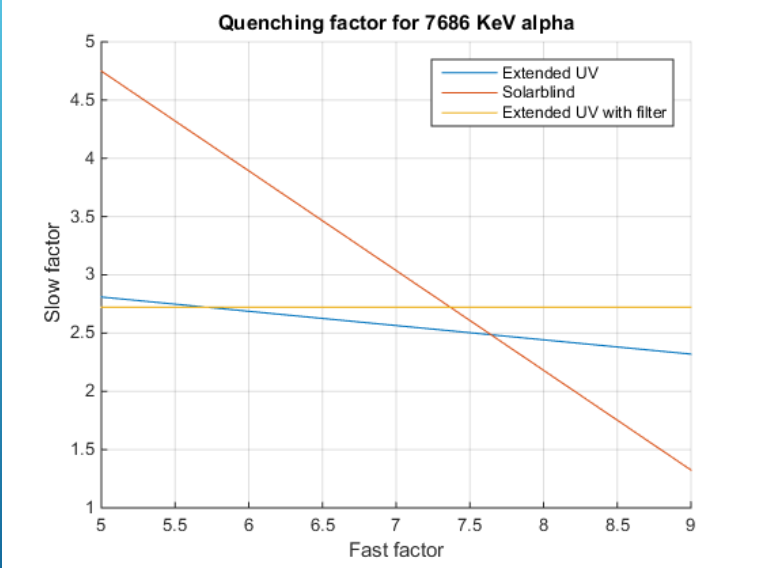 Quenching factor for 7686 KeV alpha
5
4.5
4
3.5
3
2.5
2
1.5
1
Slow factor
Extended UV
Solarblind
Extended UV with filter
5 5.5 6 6.5 7 7.5 8 8.5 9
Fast factor